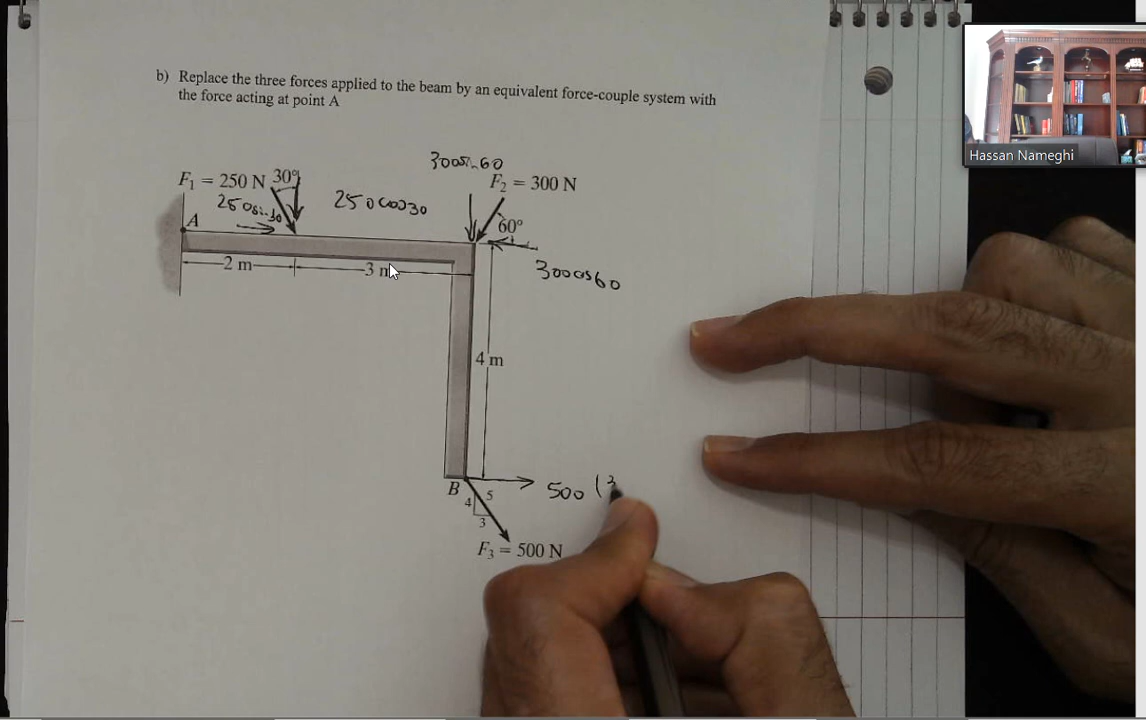 b) Replace the three forces applied to the beam by an equivalent force-couple system with
the force acting at point A
300Sin60
F₁ = 250 N 30°
F₂ = 300 N
250Sin30
250cos30
A
60°
2 m
3 m
300cos60
4 m
B
500 (3
4
5
3
F₃ = 500 N
Hassan Nameghi